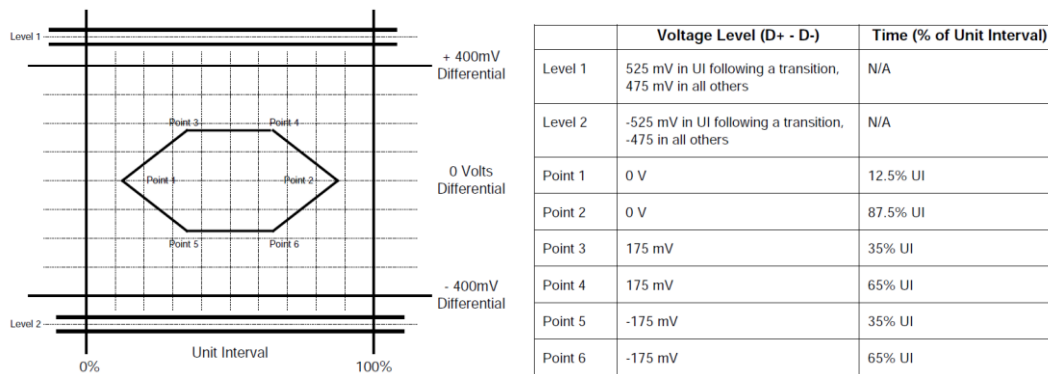 Level 1
+ 400mV
Differential
Point 3
Point 4
0 Volts
Differential
Point 1
Point 2
Point 5
Point 6
- 400mV
Differential
Level 2
Unit Interval
0%
100%
Voltage Level (D+ - D-)
Time (% of Unit Interval)
Level 1
525 mV in UI following a transition,
475 mV in all others
N/A
Level 2
-525 mV in UI following a transition,
-475 in all others
N/A
Point 1
0 V
12.5% UI
Point 2
0 V
87.5% UI
Point 3
175 mV
35% UI
Point 4
175 mV
65% UI
Point 5
-175 mV
35% UI
Point 6
-175 mV
65% UI